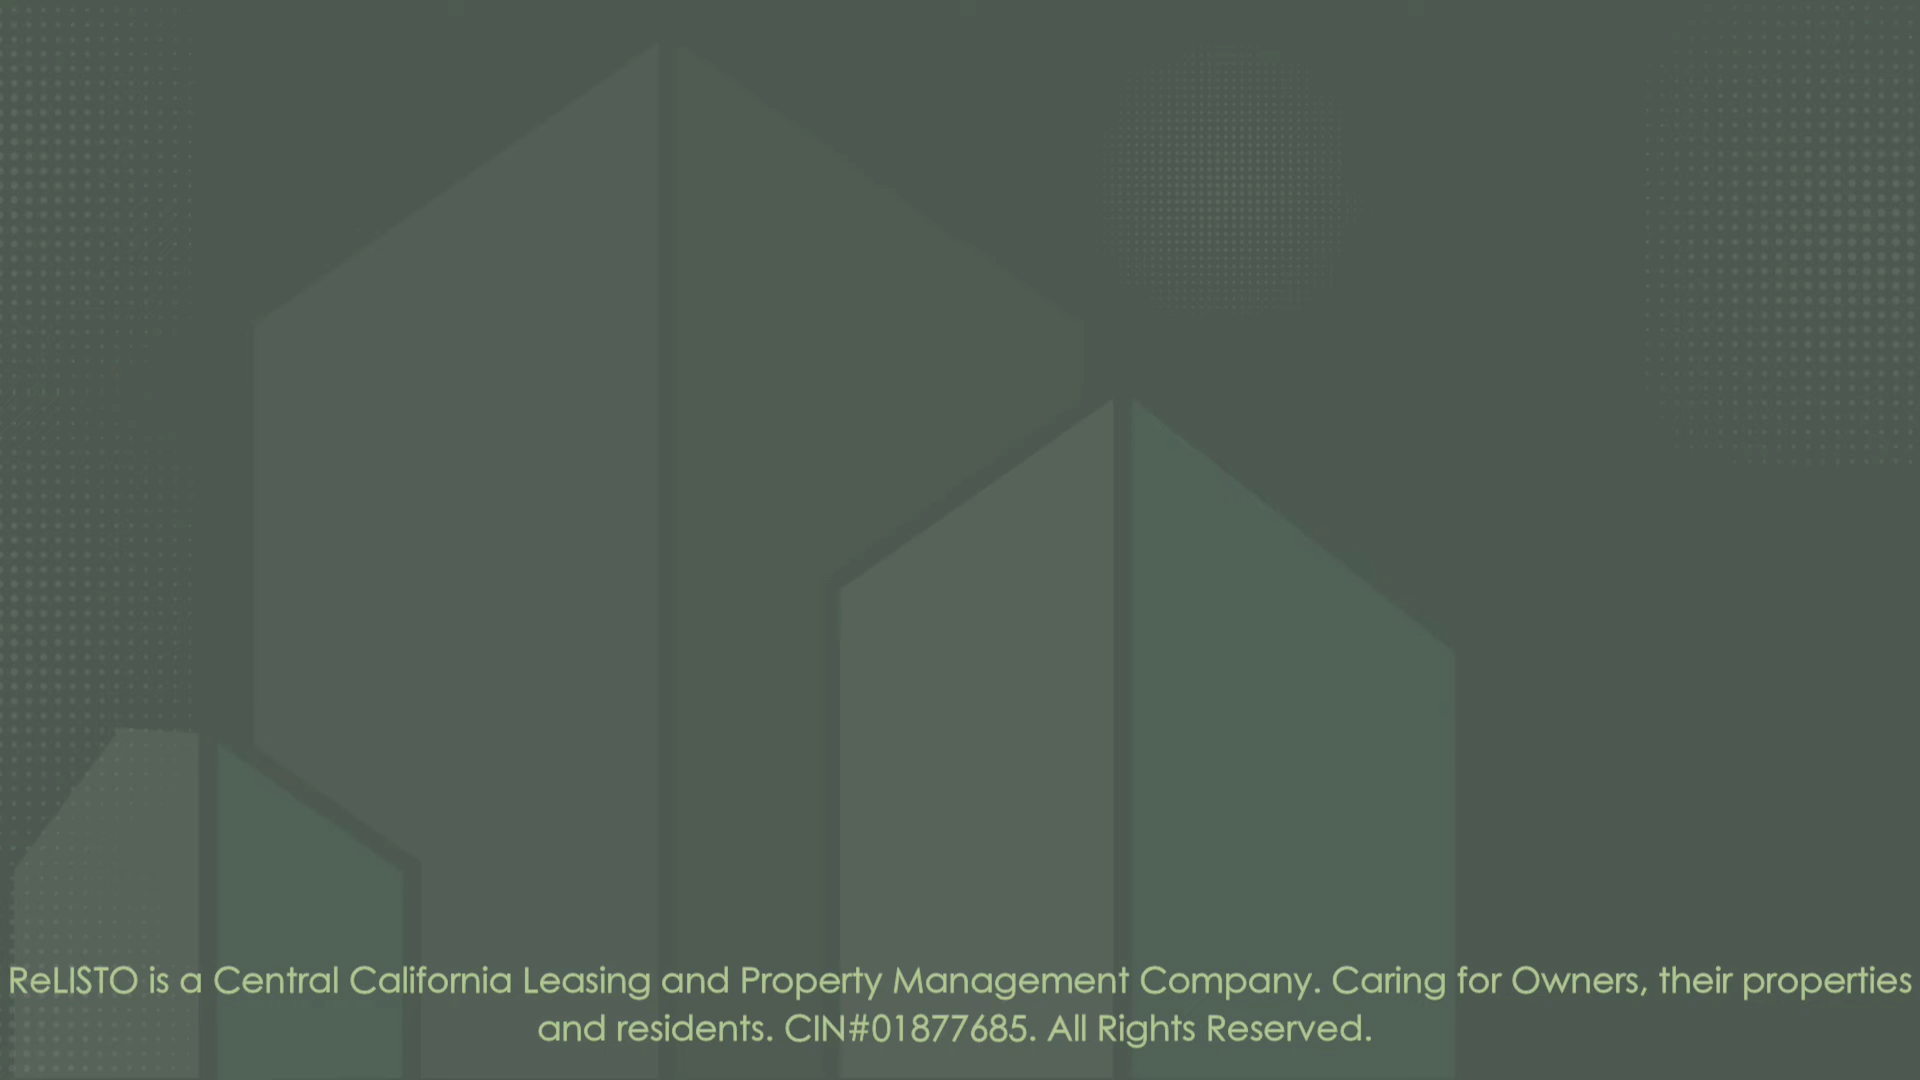 ReLISTO is a Central California Leasing and Property Management Company. Caring for Owners, their properties
and residents. CIN#01877685. All Rights Reserved.